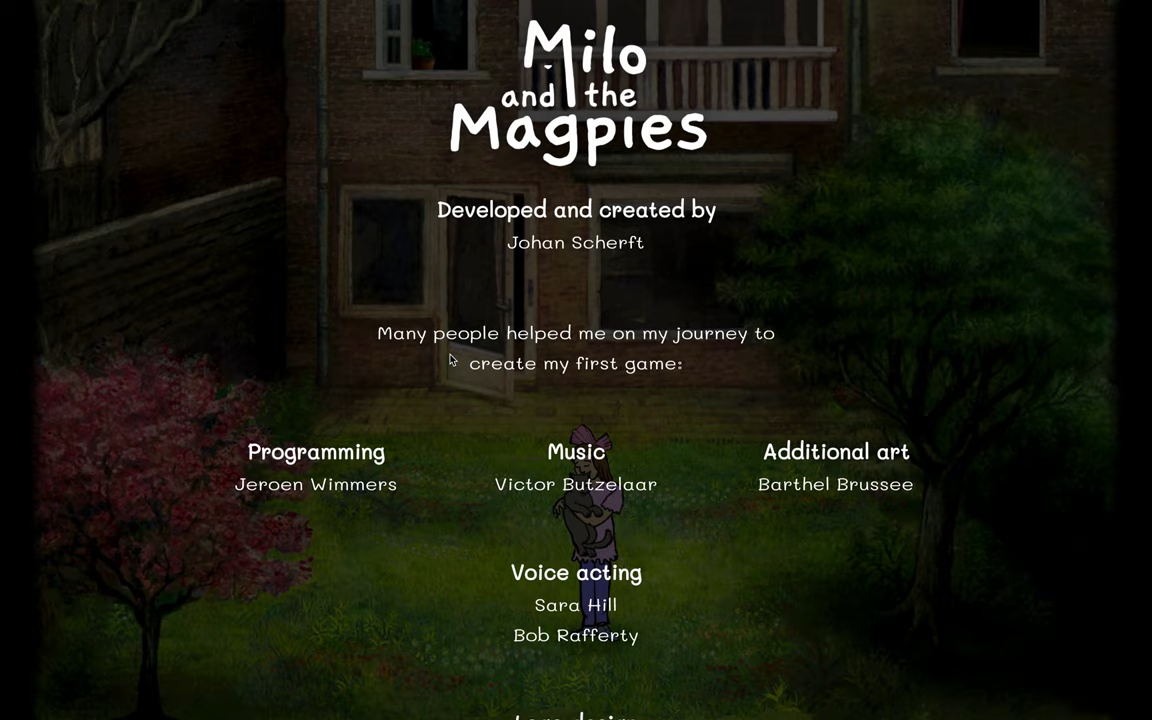 Milo
and the
Magpies
Developed and created by
Johan Scherft
Many people helped me on my journey to
create my first game:
Programming
Jeroen Wimmers
Music
Victor Butzelaar
Additional art
Barthel Brussee
Voice acting
Sara Hill
Bob Rafferty